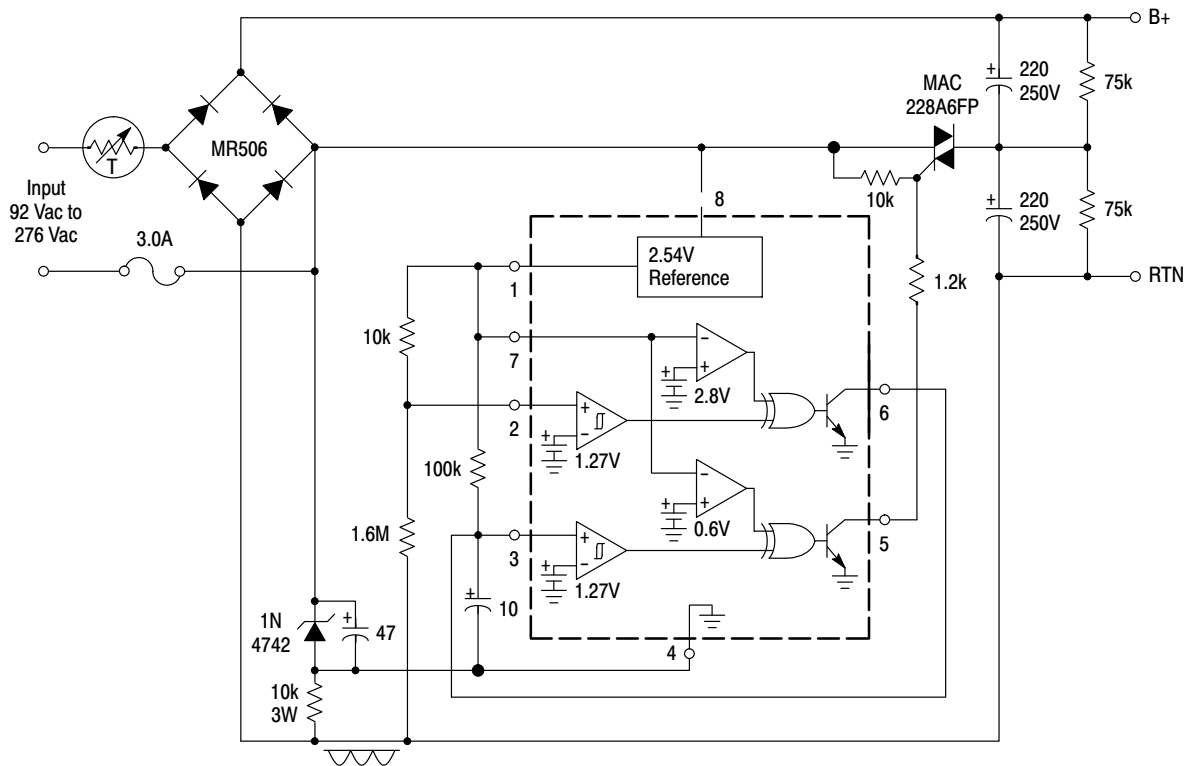 B+
220
250V
75k
MAC
228A6FP
MR506
T
Input
92 Vac to
276 Vac
3.0A
10k
8
2.54V
Reference
220
250V
75k
1.2k
RTN
1
10k
7
+
-
+
2.8V
6
2
+
-
+
1.27V
100k
-
+
+
0.6V
5
1.6M
3
+
-
+
1.27V
+
10
1N
4742
+
47
4
10k
3W